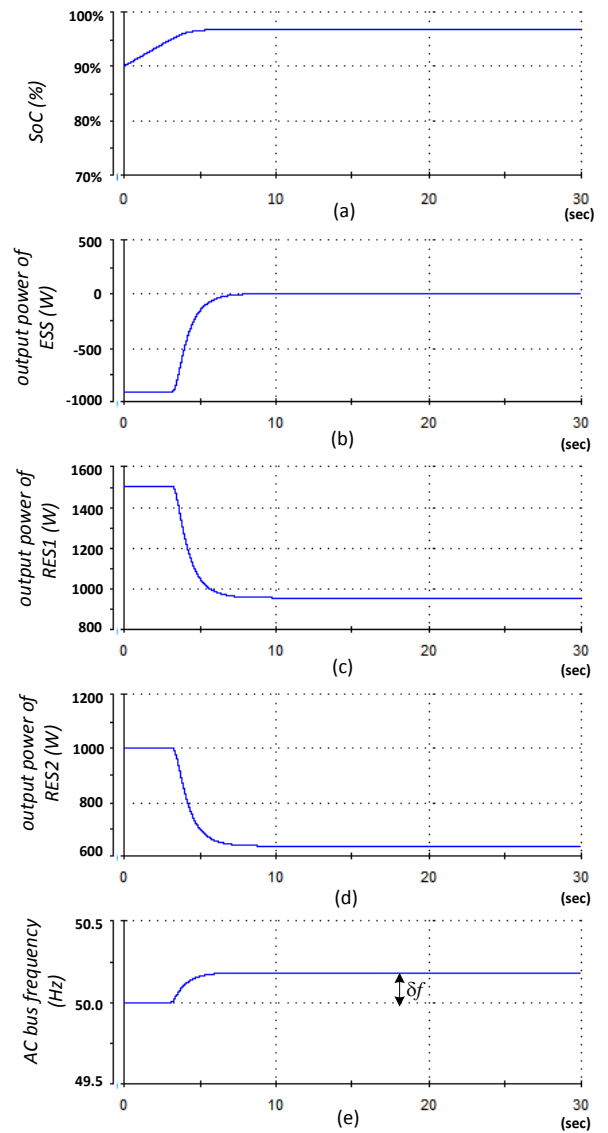 100%
90%
80%
70%
SoC (%)
0 10 20 30
(a)
(sec)
500
0
-500
-1000
output power of
ESS (W)
0 10 20 30
(b)
(sec)
1600
1400
1200
1000
800
output power of
RES1 (W)
0 10 20 30
(c)
(sec)
1200
1000
800
600
output power of
RES2 (W)
0 10 20 30
(d)
(sec)
50.5
50.0
49.5
AC bus frequency
(Hz)
δf
0 10 20 30
(e)
(sec)